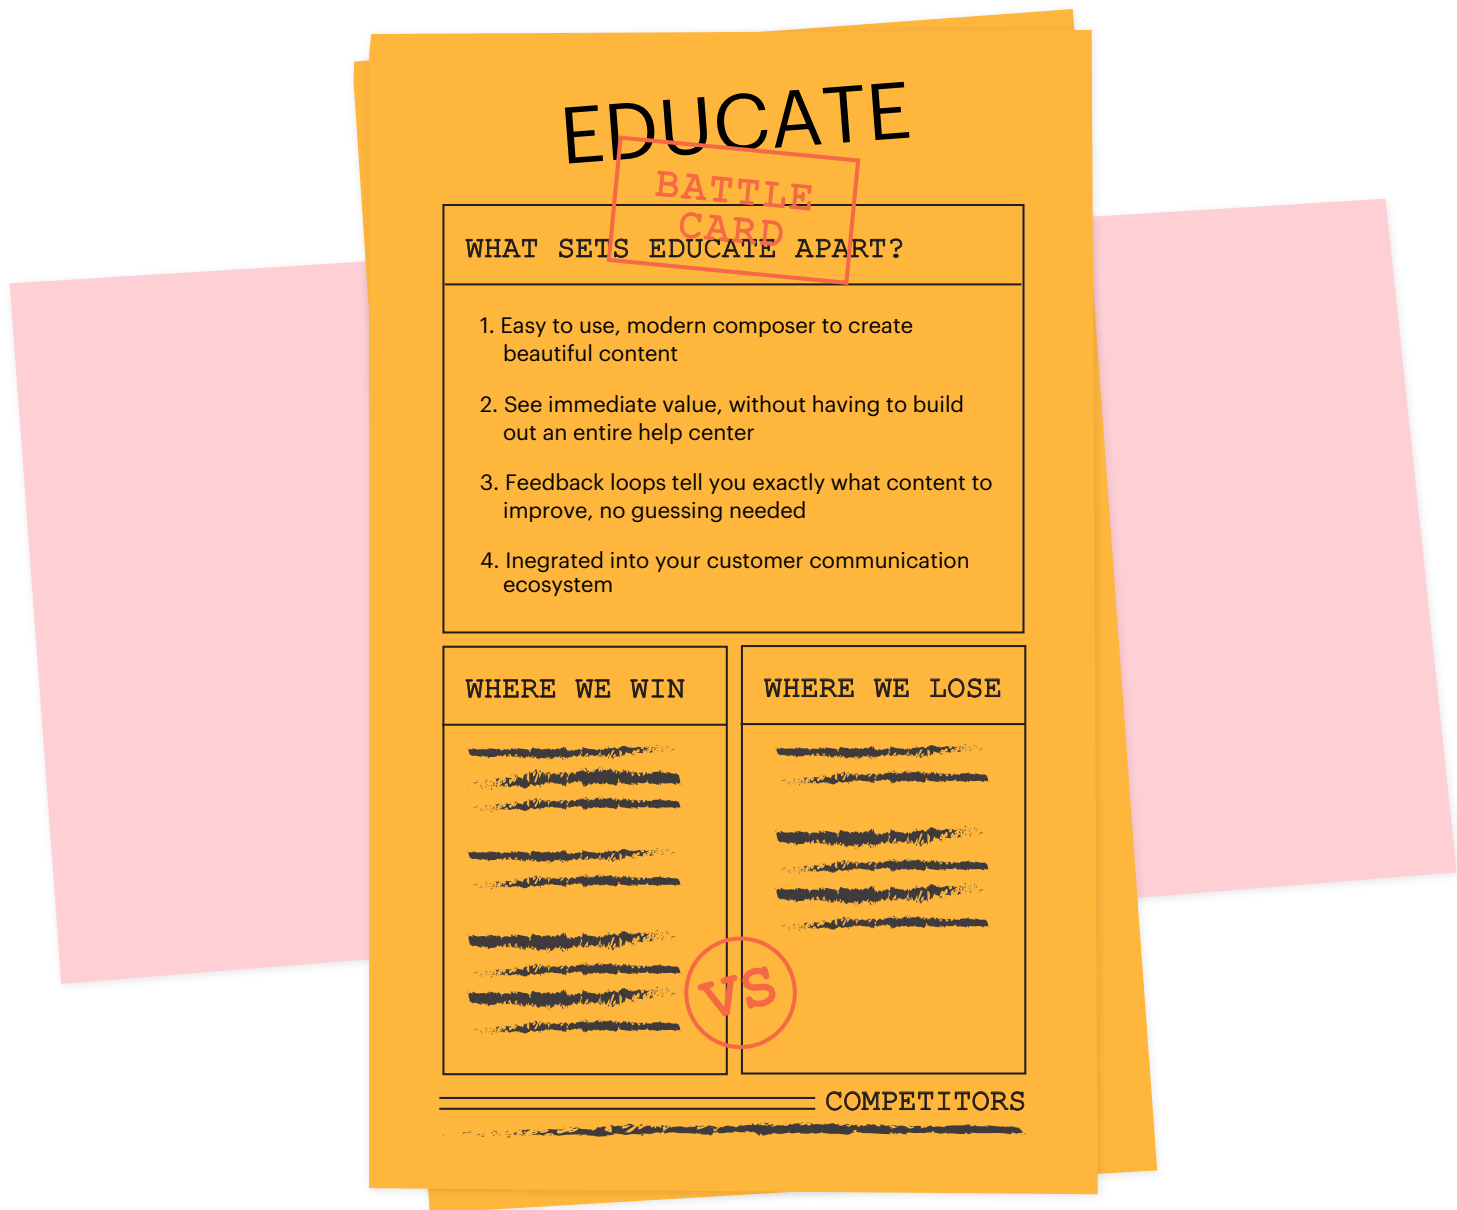 EDUCATE
BATTLE
CARD
WHAT SETS EDUCATE APART?
1. Easy to use, modern composer to create
beautiful content
2. See immediate value, without having to build
out an entire help center
3. Feedback loops tell you exactly what content to
improve, no guessing needed
4. Inegrated into your customer communication
ecosystem
WHERE WE WIN
WHERE WE LOSE
VS
COMPETITORS